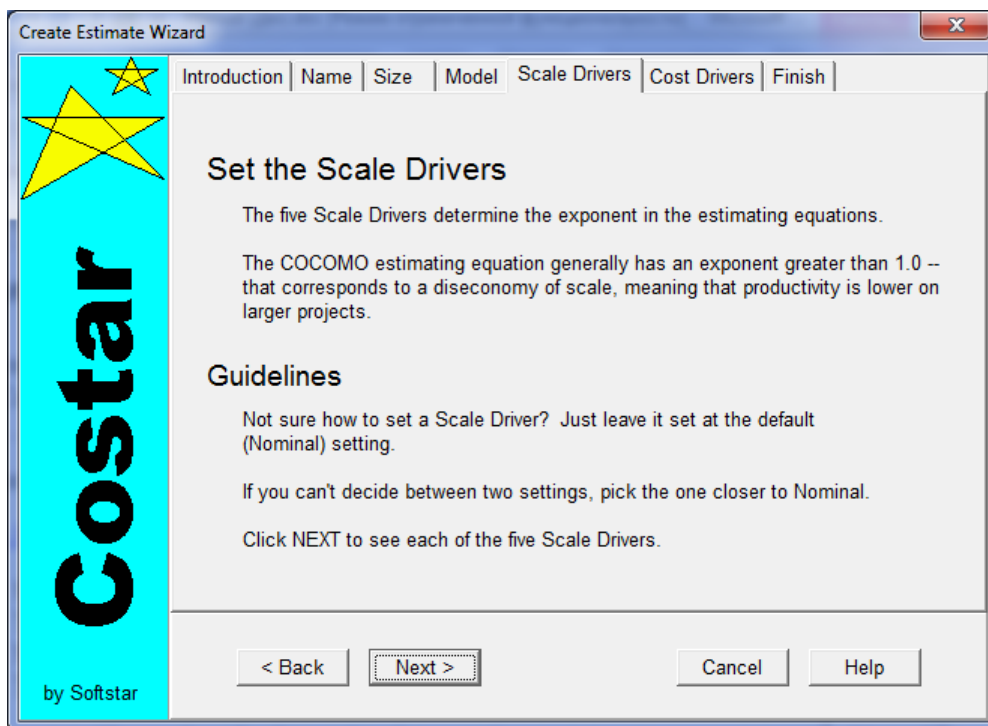 Create Estimate Wizard
Introduction Name Size Model Scale Drivers Cost Drivers Finish
Costar
by Softstar
Set the Scale Drivers
The five Scale Drivers determine the exponent in the estimating equations.
The COCOMO estimating equation generally has an exponent greater than 1.0 --
that corresponds to a diseconomy of scale, meaning that productivity is lower on
larger projects.
Guidelines
Not sure how to set a Scale Driver?  Just leave it set at the default
(Nominal) setting.
If you can't decide between two settings, pick the one closer to Nominal.
Click NEXT to see each of the five Scale Drivers.
< Back Next > Cancel Help